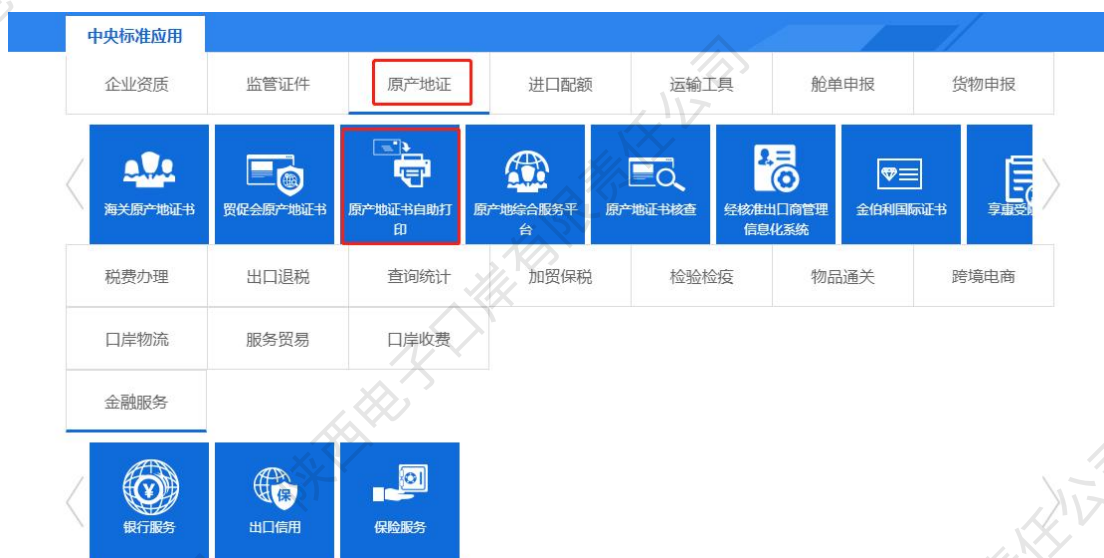 中央标准应用
企业资质 监管证件 原产地证 进口配额 运输工具 舱单申报 货物申报
海关原产地证书 贸促会原产地证书 原产地证书自助打 原产地综合服务平 原产地证书核查 经核准出口商管理 金伯利国际证书 享惠受
印 台 信息化系统
税费办理 出口退税 查询统计 加贸保税 检验检疫 物品通关 跨境电商
口岸物流 服务贸易 口岸收费
金融服务
保
银行服务 出口信用 保险服务
陕西电子口岸有限责任公司
责任公司